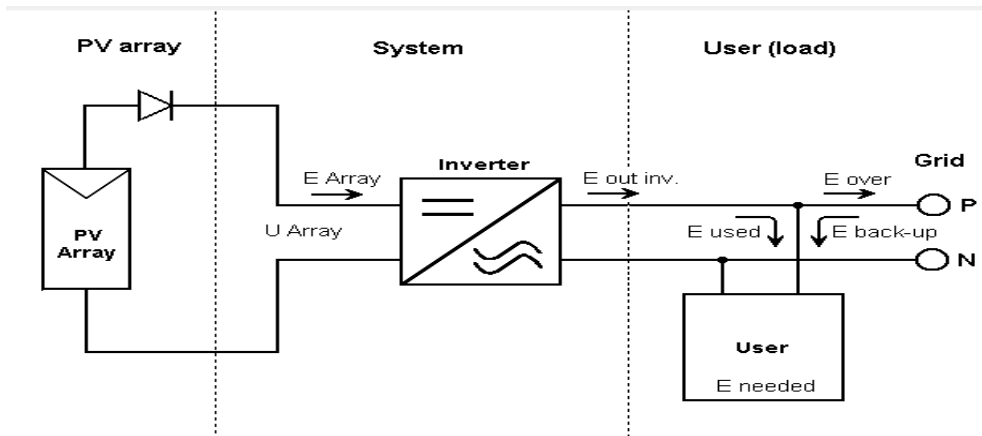 PV array
System
User (load)
Inverter
Grid
E Array
E out inv.
E over
P
U Array
PV
Array
E used
E back-up
N
User
E needed